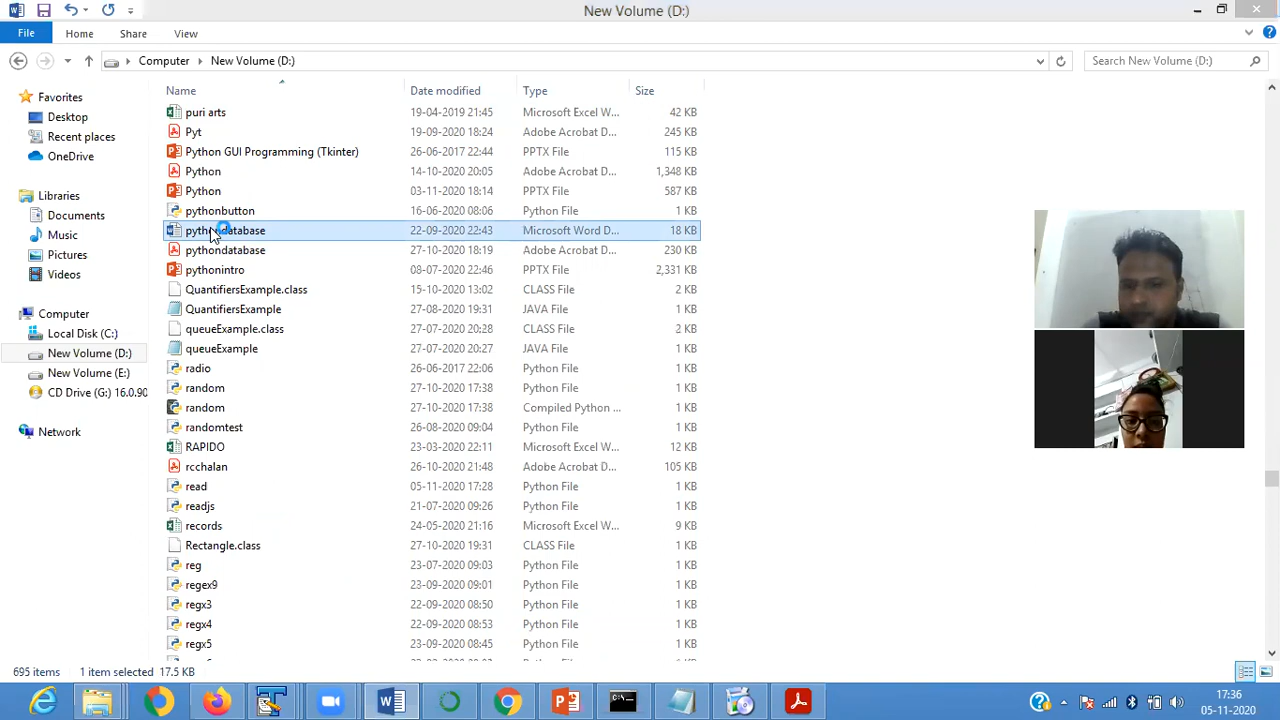 New Volume (D:)
File Home Share View
Computer New Volume (D:) Search New Volume (D:)
Name Date modified Type Size
Favorites
Desktop
Recent places
OneDrive
Libraries
Documents
Music
Pictures
Videos
Computer
Local Disk (C:)
New Volume (D:)
New Volume (E:)
CD Drive (G:) 16.0.90
Network
puri arts 19-04-2019 21:45 Microsoft Excel W... 42 KB
Pyt 19-09-2020 18:24 Adobe Acrobat D... 245 KB
Python GUI Programming (Tkinter) 26-06-2017 22:44 PPTX File 115 KB
Python 14-10-2020 20:05 Adobe Acrobat D... 1,348 KB
Python 03-11-2020 18:14 PPTX File 587 KB
pythonbutton 16-06-2020 08:06 Python File 1 KB
pythondatabase 22-09-2020 22:43 Microsoft Word D... 18 KB
pythondatabase 27-10-2020 18:19 Adobe Acrobat D... 230 KB
pythonintro 08-07-2020 22:46 PPTX File 2,331 KB
QuantifiersExample.class 15-10-2020 13:02 CLASS File 2 KB
QuantifiersExample 27-08-2020 19:31 JAVA File 1 KB
queueExample.class 27-07-2020 20:28 CLASS File 2 KB
queueExample 27-07-2020 20:27 JAVA File 1 KB
radio 26-06-2017 22:06 Python File 1 KB
random 27-10-2020 17:38 Python File 1 KB
random 27-10-2020 17:38 Compiled Python ... 1 KB
randomtest 26-08-2020 09:04 Python File 1 KB
RAPIDO 23-03-2020 22:11 Microsoft Excel W... 12 KB
rcchalan 26-10-2020 21:48 Adobe Acrobat D... 105 KB
read 05-11-2020 17:28 Python File 1 KB
readjs 21-07-2020 09:26 Python File 1 KB
records 24-05-2020 21:16 Microsoft Excel W... 9 KB
Rectangle.class 27-10-2020 19:31 CLASS File 2 KB
reg 23-07-2020 09:03 Python File 1 KB
regex9 23-09-2020 09:01 Python File 1 KB
regx3 22-09-2020 08:50 Python File 1 KB
regx4 22-09-2020 08:53 Python File 1 KB
regx5 23-09-2020 08:45 Python File 1 KB
695 items 1 item selected 17.5 KB
17:36
05-11-2020